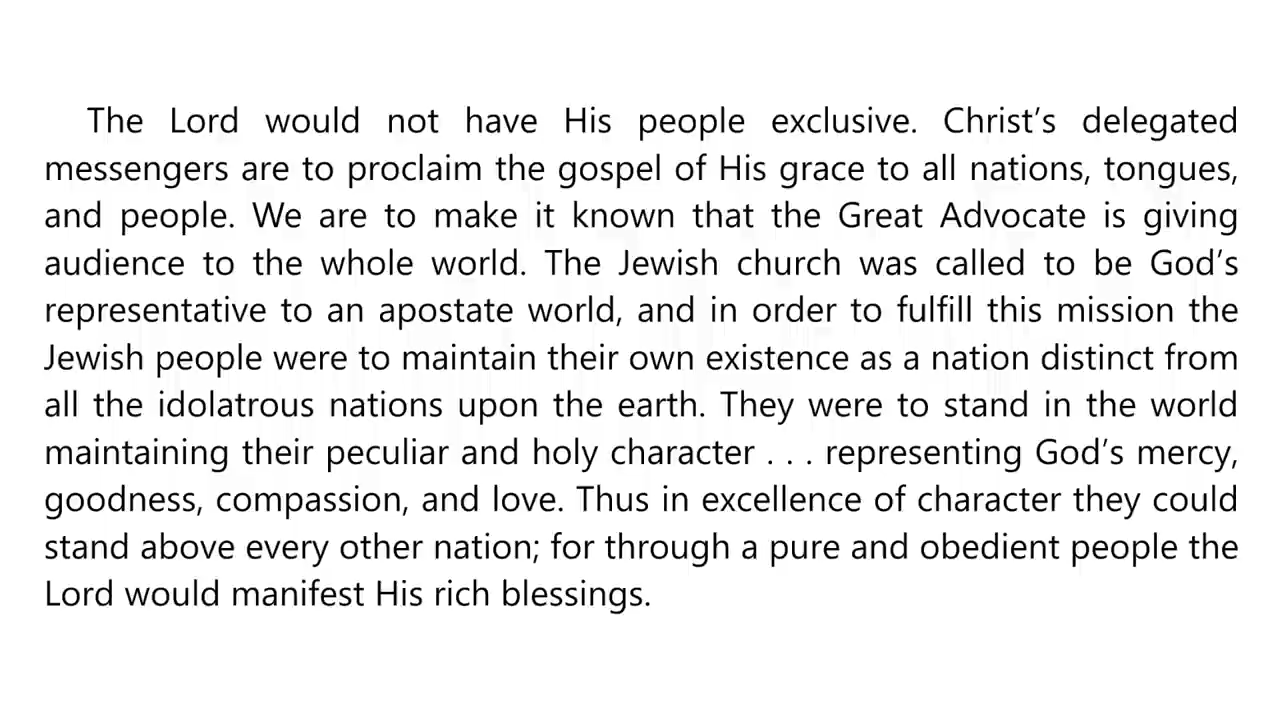 The Lord would not have His people exclusive. Christ’s delegated
messengers are to proclaim the gospel of His grace to all nations, tongues,
and people. We are to make it known that the Great Advocate is giving
audience to the whole world. The Jewish church was called to be God’s
representative to an apostate world, and in order to fulfill this mission the
Jewish people were to maintain their own existence as a nation distinct from
all the idolatrous nations upon the earth. They were to stand in the world
maintaining their peculiar and holy character . . . representing God’s mercy,
goodness, compassion, and love. Thus in excellence of character they could
stand above every other nation; for through a pure and obedient people the
Lord would manifest His rich blessings.